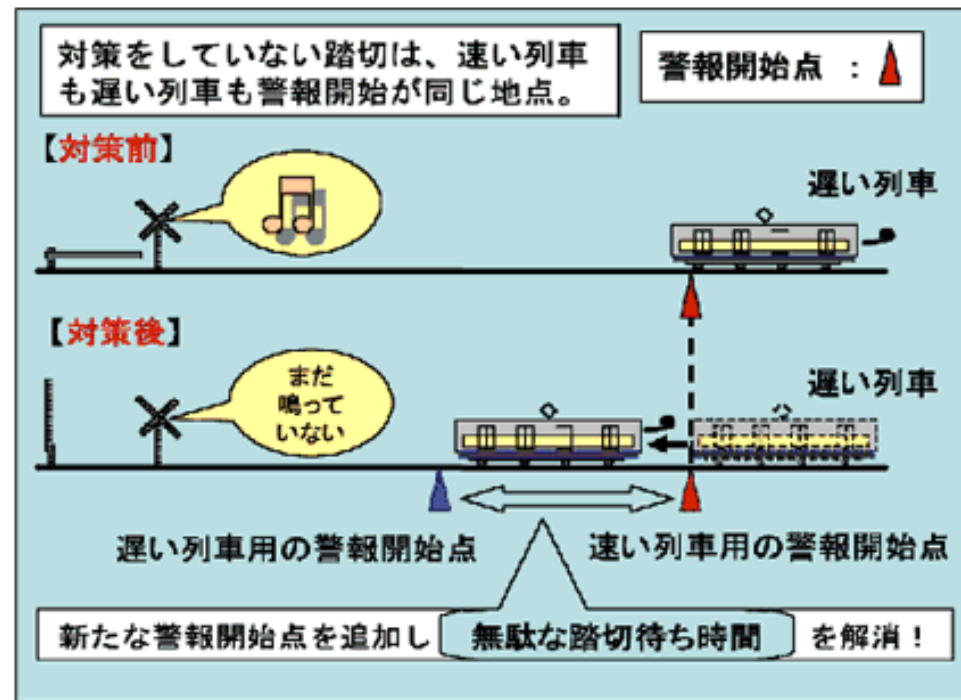 対策をしていない踏切は、速い列車
も遅い列車も警報開始が同じ地点。
警報開始点 :
【対策前】
遅い列車
【対策後】
まだ
鳴って
いない
遅い列車
遅い列車用の警報開始点
速い列車用の警報開始点
新たな警報開始点を追加し 無駄な踏切待ち時間 を解消!